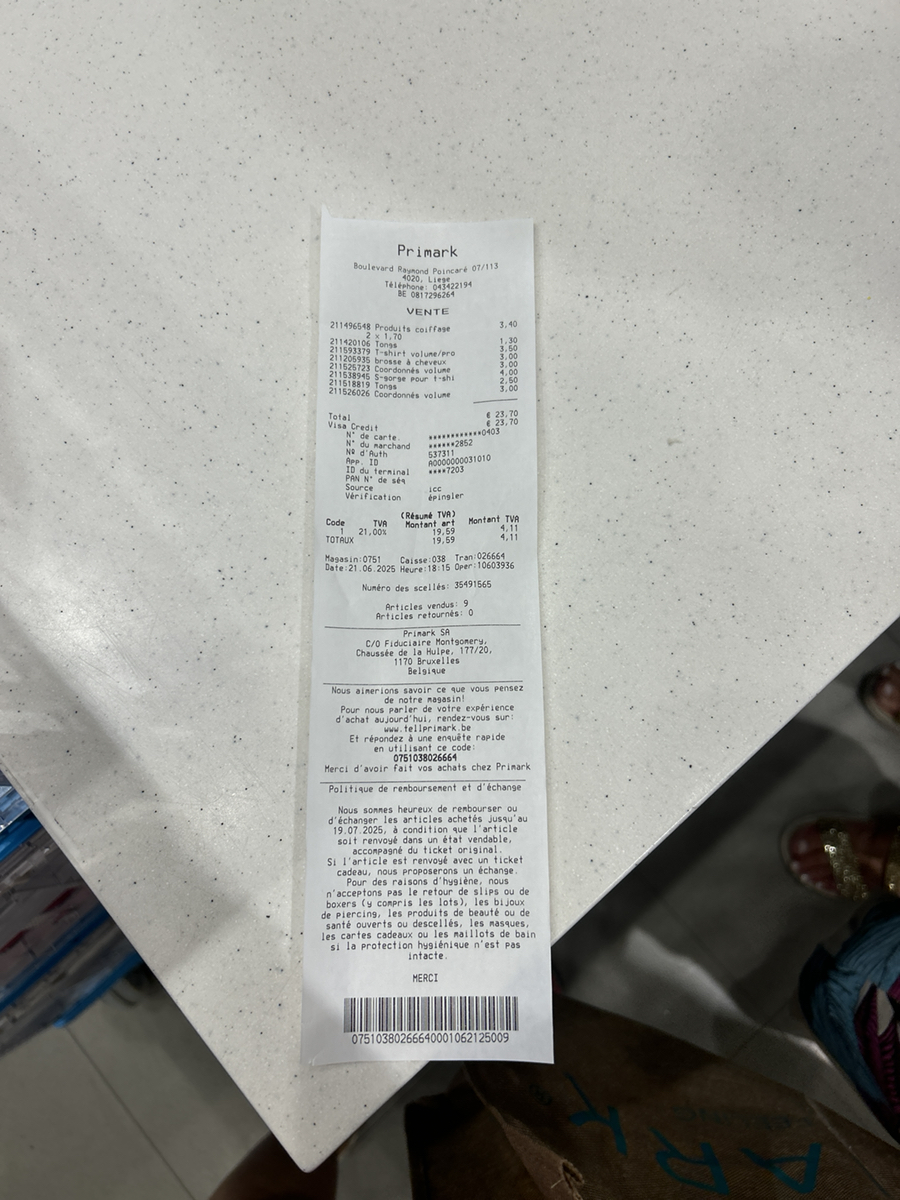 Primark
Boulevard Raymond Poincaré 07/113
4020, Liege
Téléphone: 043422194
BE 0817296264
VENTE
211496548 Produits coiffage 3,40
2 x 1,70
211420106 Tongs 1,30
211593379 T-shirt volume/pro 3,50
211205935 brosse à cheveux 3,00
211525723 Coordonnés volume 3,00
211538945 S-gorge pour t-shi 4,00
211518819 Tongs 2,50
211526026 Coordonnés volume 3,00
Total € 23,70
Visa Credit € 23,70
N° de carte. ************0403
N° du marchand ******2852
Nº d'Auth 537311
App. ID A0000000031010
ID du terminal ****7203
PAN N° de séq
Source icc
Vérification épingler
(Résumé TVA)
Code TVA Montant art Montant TVA
1 21,00% 19,59 4,11
TOTAUX 19,59 4,11
Magasin:0751 Caisse:038 Tran:026664
Date:21.06.2025 Heure:18:15 Oper:10603936
Numéro des scellés: 35491565
Articles vendus: 9
Articles retournés: 0
Primark SA
C/O Fiduciaire Montgomery,
Chaussée de la Hulpe, 177/20,
1170 Bruxelles
Belgique
Nous aimerions savoir ce que vous pensez
de notre magasin!
Pour nous parler de votre expérience
d'achat aujourd'hui, rendez-vous sur:
www.tellprimark.be
Et répondez à une enquête rapide
en utilisant ce code:
0751038026664
Merci d'avoir fait vos achats chez Primark
Politique de remboursement et d'échange
Nous sommes heureux de rembourser ou
d'échanger les articles achetés jusqu'au
19.07.2025, à condition que l'article
soit renvoyé dans un état vendable,
accompagné du ticket original.
Si l'article est renvoyé avec un ticket
cadeau, nous proposerons un échange.
Pour des raisons d'hygiène, nous
n'acceptons pas le retour de slips ou de
boxers (y compris les lots), les bijoux
de piercing, les produits de beauté ou de
santé ouverts ou descellés, les masques,
les cartes cadeaux ou les maillots de bain
si la protection hygiénique n'est pas
intacte.
MERCI
07510380266640001062125009
ARK